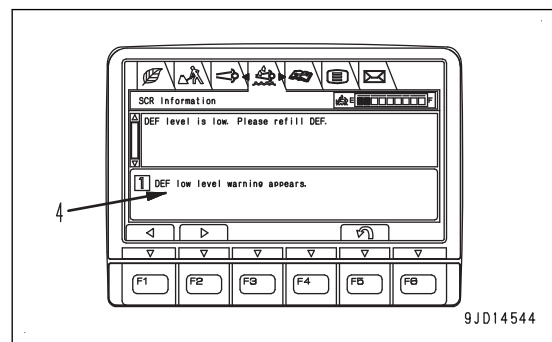 SCR Information
E F
DEF level is low. Please refill DEF.
1 DEF low level warning appears.
4
F1 F2 F3 F4 F5 F6
9JD14544